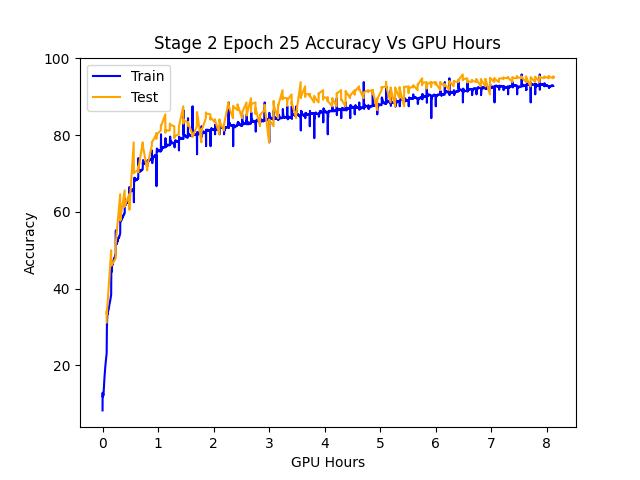 Stage 2 Epoch 25 Accuracy Vs GPU Hours
Train
Test
100
80
60
40
20
Accuracy
0 1 2 3 4 5 6 7 8
GPU Hours